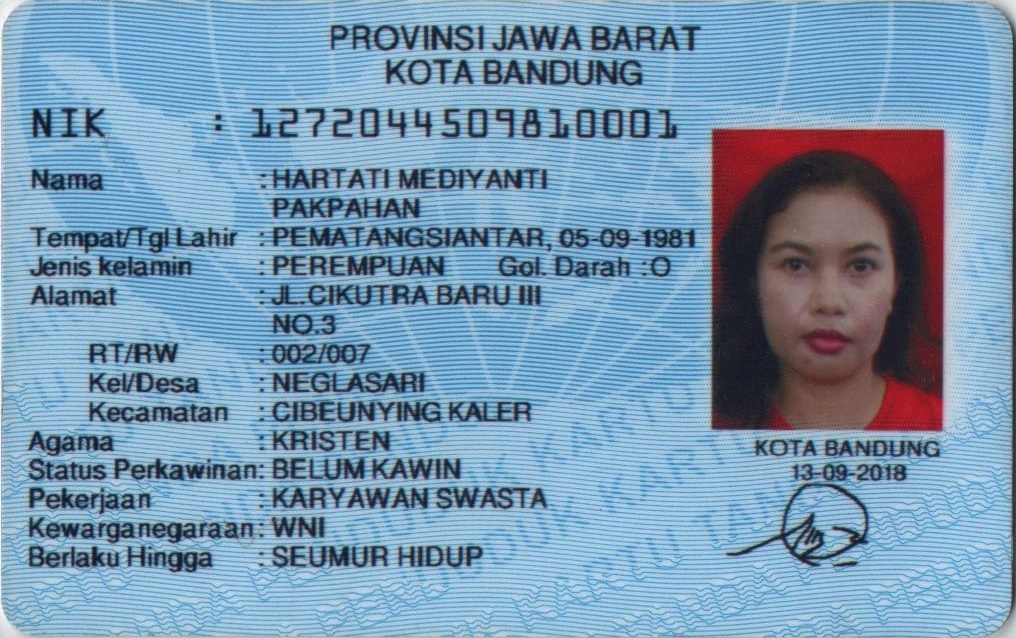 PROVINSI JAWA BARAT
KOTA BANDUNG
NIK : 1272044509810001
Nama : HARTATI MEDIYANTI
PAKPAHAN
Tempat/Tgl Lahir : PEMATANGSIANTAR, 05-09-1981
Jenis kelamin : PEREMPUAN Gol. Darah : O
Alamat : JL.CIKUTRA BARU III
NO.3
RT/RW : 002/007
Kel/Desa : NEGLASARI
Kecamatan : CIBEUNYING KALER
Agama : KRISTEN
Status Perkawinan: BELUM KAWIN
Pekerjaan : KARYAWAN SWASTA
Kewarganegaraan: WNI
Berlaku Hingga : SEUMUR HIDUP
KOTA BANDUNG
13-09-2018